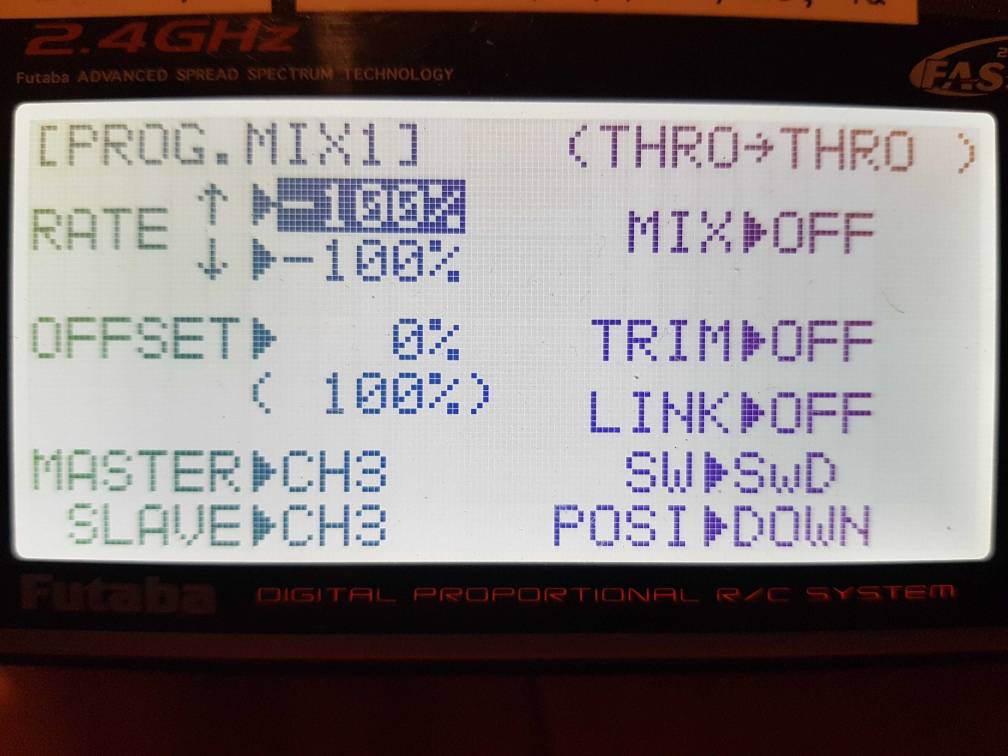 2.4GHz
Futaba ADVANCED SPREAD SPECTRUM TECHNOLOGY
[PROG.MIX1] (THRO→THRO )
RATE ↑ ▶-100% MIX▶OFF
↓ ▶-100%
OFFSET▶ 0% TRIM▶OFF
( 100%) LINK▶OFF
MASTER▶CH3 SW▶SwD
SLAVE▶CH3 POSI▶DOWN
Futaba DIGITAL PROPORTIONAL R/C SYSTEM